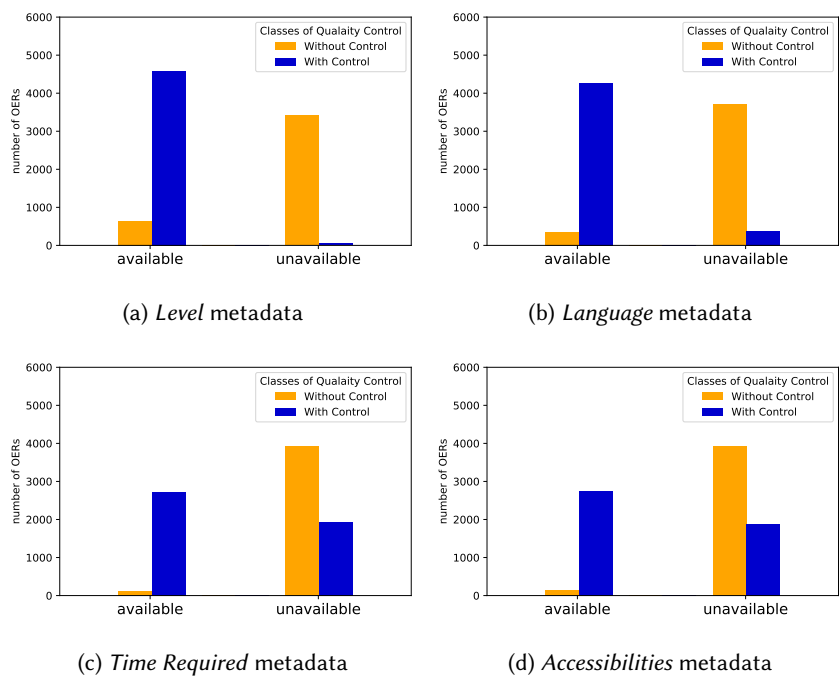 6000
5000
4000
3000
2000
1000
0
number of OERs
Classes of Qualaity Control
Without Control
With Control
available
unavailable
(a) Level metadata
6000
5000
4000
3000
2000
1000
0
number of OERs
Classes of Qualaity Control
Without Control
With Control
available
unavailable
(b) Language metadata
6000
5000
4000
3000
2000
1000
0
number of OERs
Classes of Qualaity Control
Without Control
With Control
available
unavailable
(c) Time Required metadata
6000
5000
4000
3000
2000
1000
0
number of OERs
Classes of Qualaity Control
Without Control
With Control
available
unavailable
(d) Accessibilities metadata